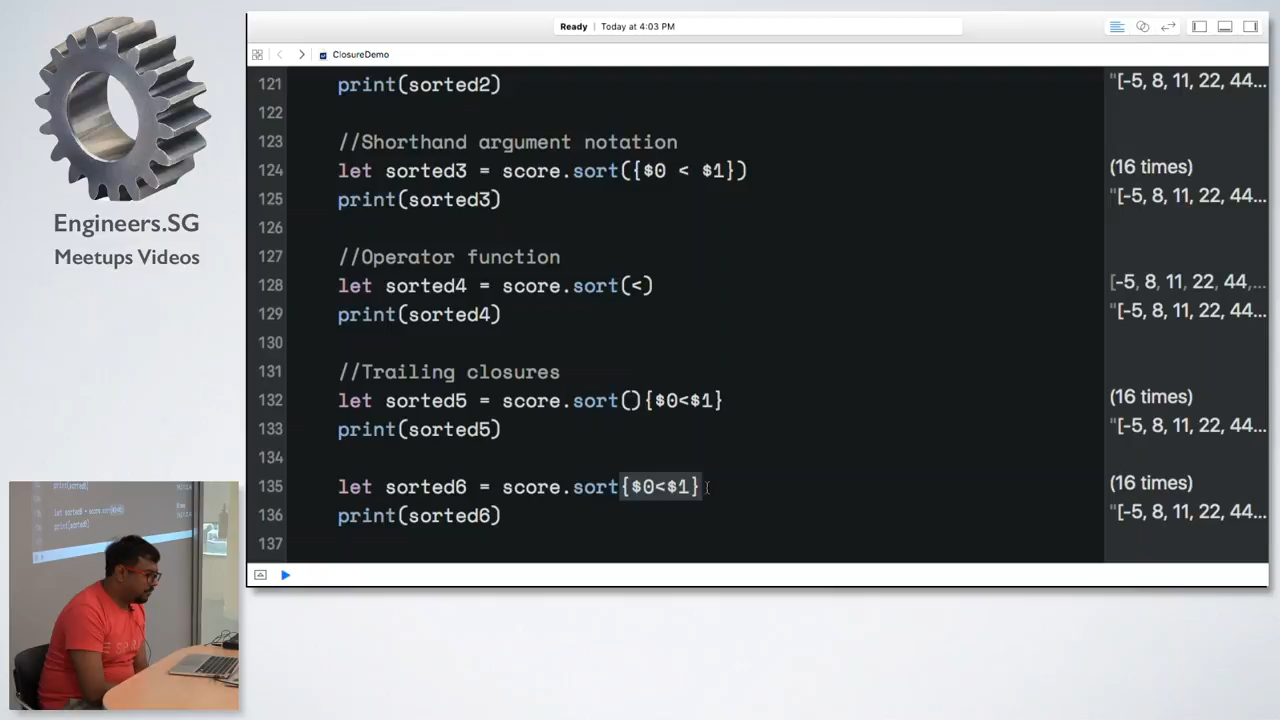 Engineers.SG
Meetups Videos
Ready | Today at 4:03 PM
ClosureDemo
121 print(sorted2) "[-5, 8, 11, 22, 44...
122
123 //Shorthand argument notation
124 let sorted3 = score.sort({$0 < $1}) (16 times)
125 print(sorted3) "[-5, 8, 11, 22, 44...
126
127 //Operator function
128 let sorted4 = score.sort(<) [-5, 8, 11, 22, 44,...
129 print(sorted4) "[-5, 8, 11, 22, 44...
130
131 //Trailing closures
132 let sorted5 = score.sort(){$0<$1} (16 times)
133 print(sorted5) "[-5, 8, 11, 22, 44...
134
135 let sorted6 = score.sort{$0<$1} (16 times)
136 print(sorted6) "[-5, 8, 11, 22, 44...
137